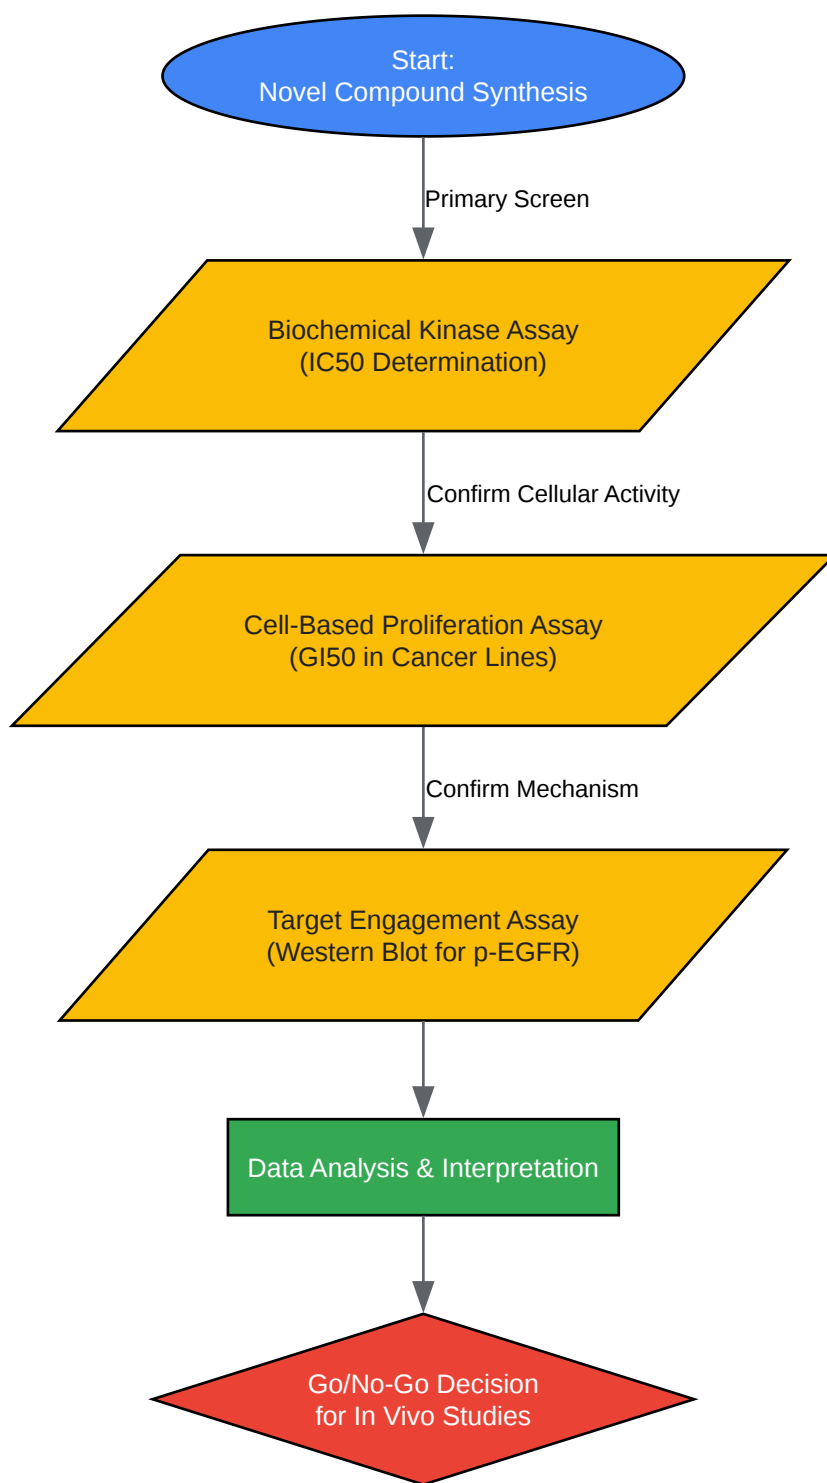 Start:
Novel Compound Synthesis
Primary Screen
Biochemical Kinase Assay
(IC50 Determination)
Confirm Cellular Activity
Cell-Based Proliferation Assay
(GI50 in Cancer Lines)
Confirm Mechanism
Target Engagement Assay
(Western Blot for p-EGFR)
Data Analysis & Interpretation
Go/No-Go Decision
for In Vivo Studies